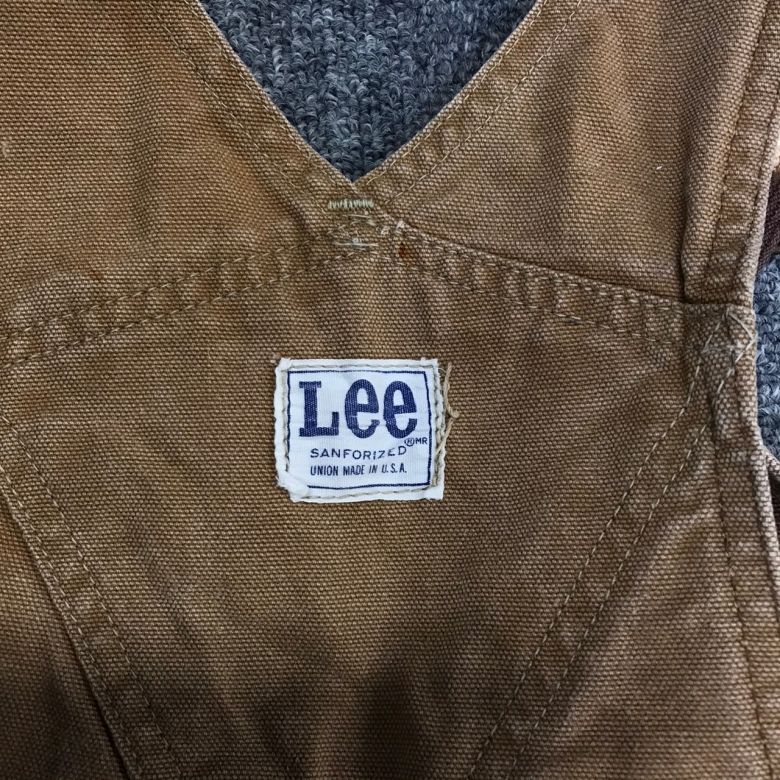 Lee
®MR
SANFORIZED
UNION MADE IN U.S.A.